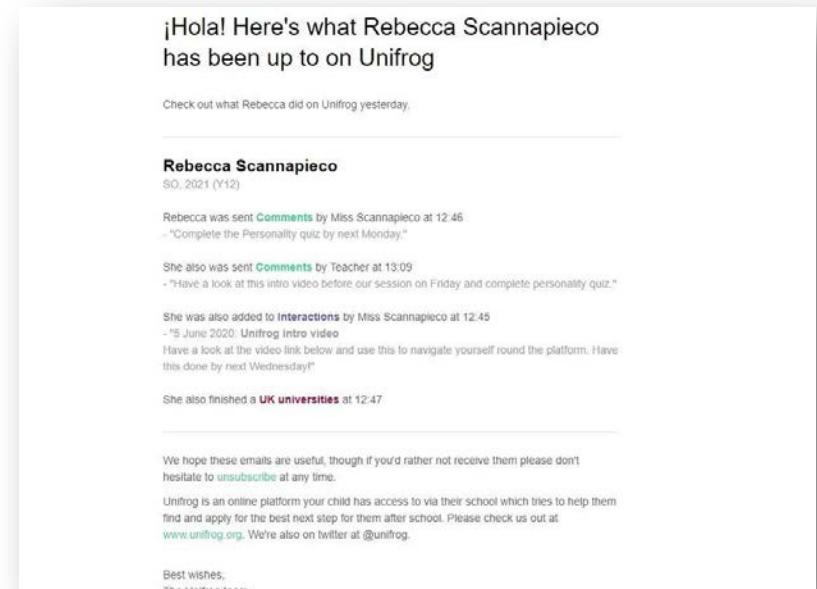 ¡Hola! Here's what Rebecca Scannapieco
has been up to on Unifrog
Check out what Rebecca did on Unifrog yesterday.
Rebecca Scannapieco
SO, 2021 (Y12)
Rebecca was sent Comments by Miss Scannapieco at 12:46
- "Complete the Personality quiz by next Monday."
She also was sent Comments by Teacher at 13:09
- "Have a look at this intro video before our session on Friday and complete personality quiz."
She was also added to Interactions by Miss Scannapieco at 12:45
- "5 June 2020: Unifrog intro video
Have a look at the video link below and use this to navigate yourself round the platform. Have
this done by next Wednesday!"
She also finished a UK universities at 12:47
We hope these emails are useful, though if you'd rather not receive them please don't
hesitate to unsubscribe at any time.
Unifrog is an online platform your child has access to via their school which tries to help them
find and apply for the best next step for them after school. Please check us out at
www.unifrog.org. We're also on twitter at @unifrog.
Best wishes,